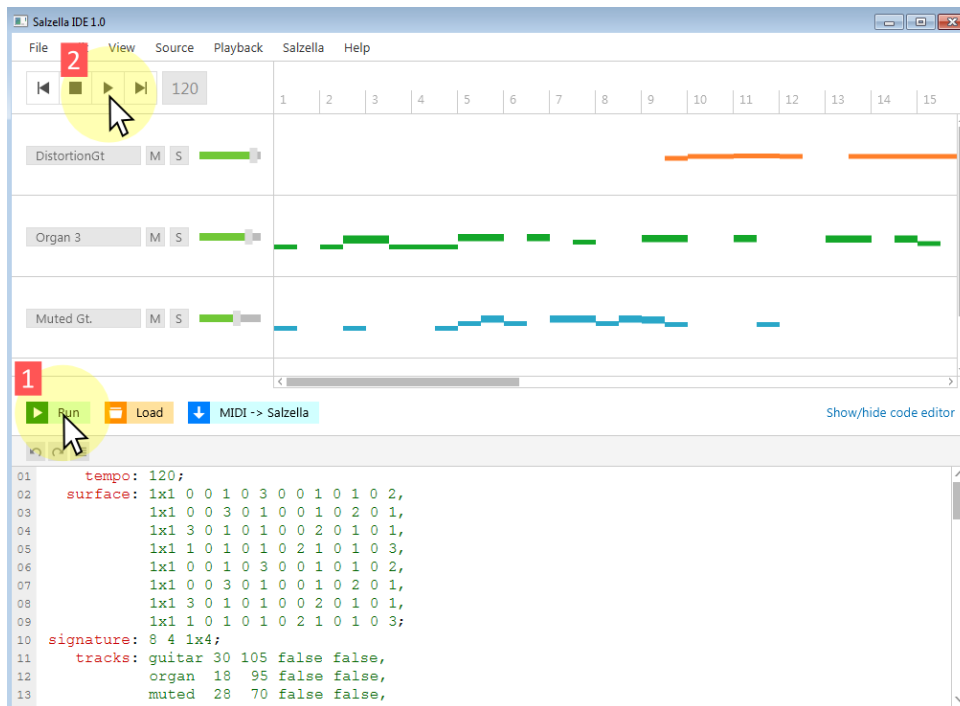 Salzella IDE 1.0
File View Source Playback Salzella Help
2
120
1 2 3 4 5 6 7 8 9 10 11 12 13 14 15
DistortionGt M S
Organ 3 M S
Muted Gt. M S
1
Run Load MIDI -> Salzella Show/hide code editor
01 tempo: 120;
02 surface: 1x1 0 0 1 0 3 0 0 1 0 1 0 2,
03 1x1 0 0 3 0 1 0 0 1 0 2 0 1,
04 1x1 3 0 1 0 1 0 0 2 0 1 0 1,
05 1x1 1 0 1 0 1 0 2 1 0 1 0 3,
06 1x1 0 0 1 0 3 0 0 1 0 1 0 2,
07 1x1 0 0 3 0 1 0 0 1 0 2 0 1,
08 1x1 3 0 1 0 1 0 0 2 0 1 0 1,
09 1x1 1 0 1 0 1 0 2 1 0 1 0 3;
10 signature: 8 4 1x4;
11 tracks: guitar 30 105 false false,
12 organ 18 95 false false,
13 muted 28 70 false false,